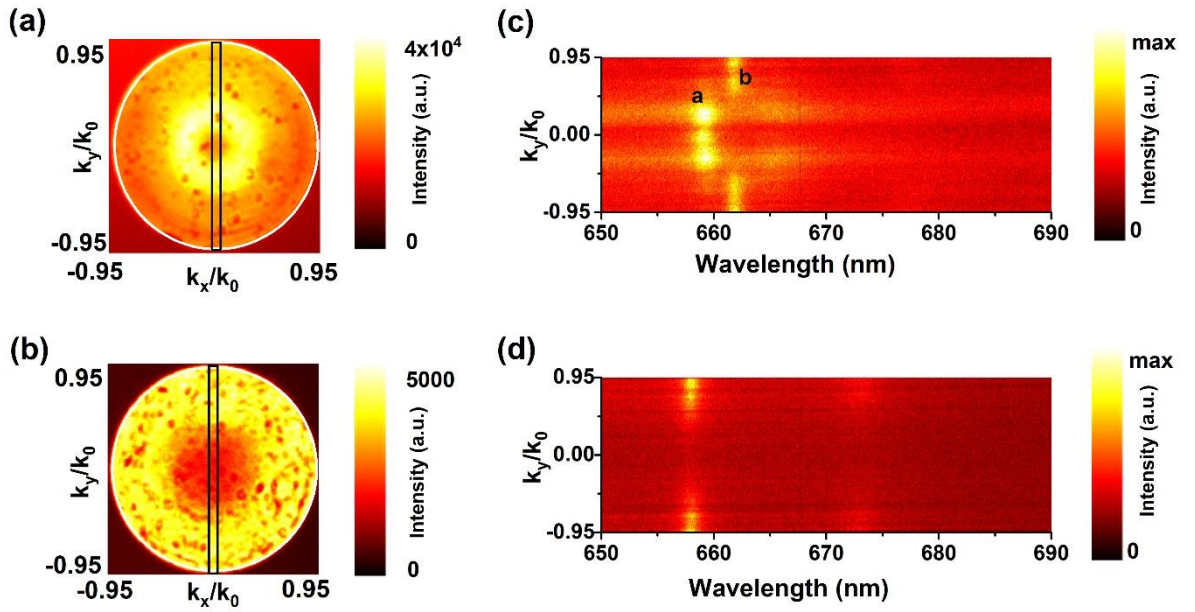 (a)
0.95
k_y/k_0
-0.95
-0.95
k_x/k_0
0.95
4x10^4
Intensity (a.u.)
0
(c)
0.95
k_y/k_0
0.00
-0.95
a
b
650
660
670
680
690
Wavelength (nm)
max
Intensity (a.u.)
0
(b)
0.95
k_y/k_0
-0.95
-0.95
k_x/k_0
0.95
5000
Intensity (a.u.)
0
(d)
0.95
k_y/k_0
0.00
-0.95
650
660
670
680
690
Wavelength (nm)
max
Intensity (a.u.)
0